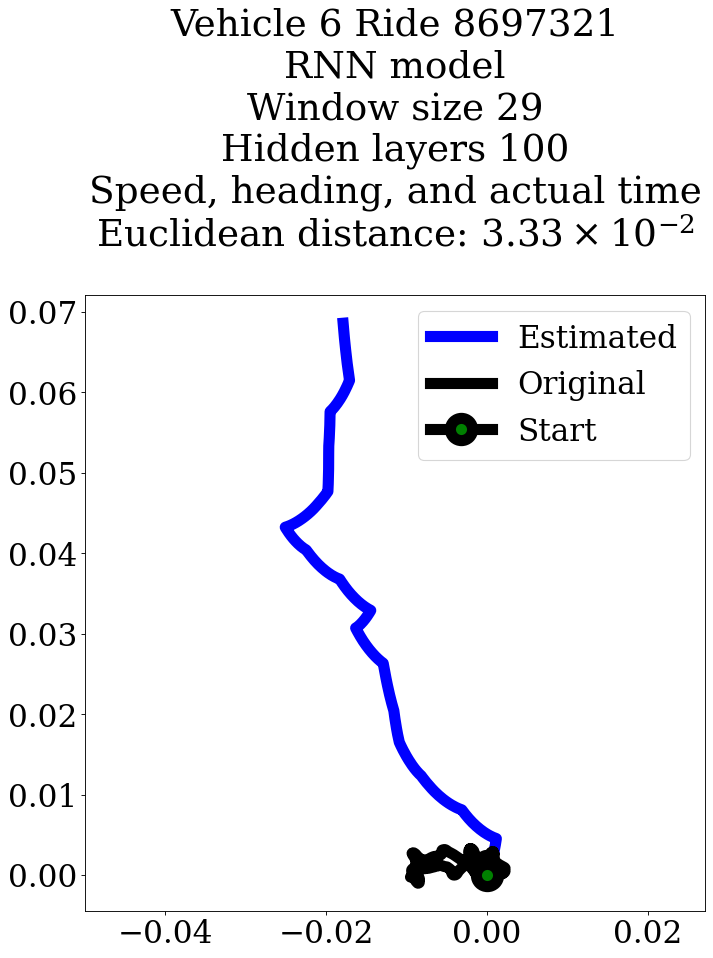 Vehicle 6 Ride 8697321
RNN model
Window size 29
Hidden layers 100
Speed, heading, and actual time
Euclidean distance: 3.33 × 10⁻²
0.07
0.06
0.05
0.04
0.03
0.02
0.01
0.00
Estimated
Original
Start
−0.04 −0.02 0.00 0.02